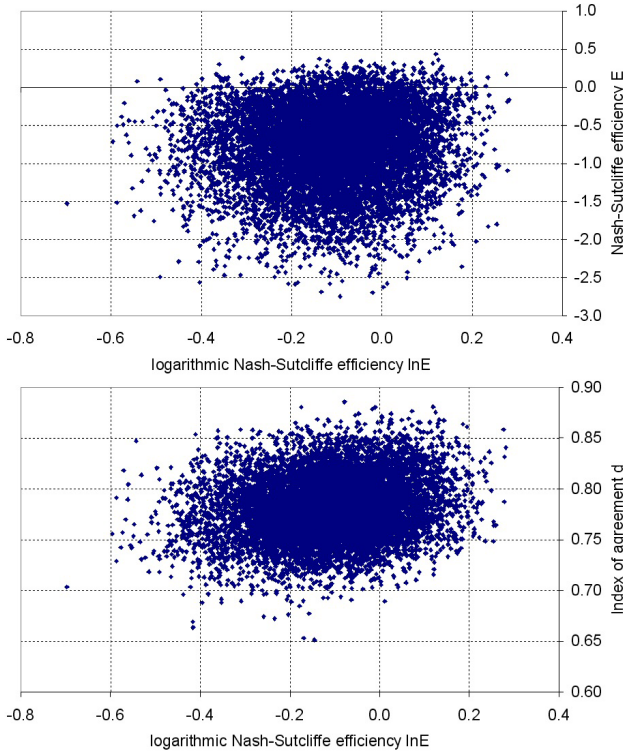 1.0
0.5
0.0
-0.5
-1.0
-1.5
-2.0
-2.5
-3.0
Nash-Sutcliffe efficiency E
-0.8 -0.6 -0.4 -0.2 0.0 0.2 0.4
logarithmic Nash-Sutcliffe efficiency lnE
0.90
0.85
0.80
0.75
0.70
0.65
0.60
Index of agreement d
-0.8 -0.6 -0.4 -0.2 0.0 0.2 0.4
logarithmic Nash-Sutcliffe efficiency lnE